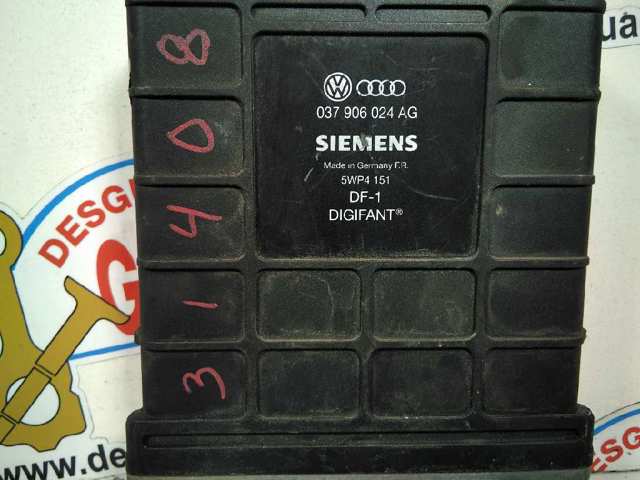 037 906 024 AG
SIEMENS
Made in Germany F.R.
5WP4 151
DF-1
DIGIFANT®
8
0
4
1
3
DESG
www.de